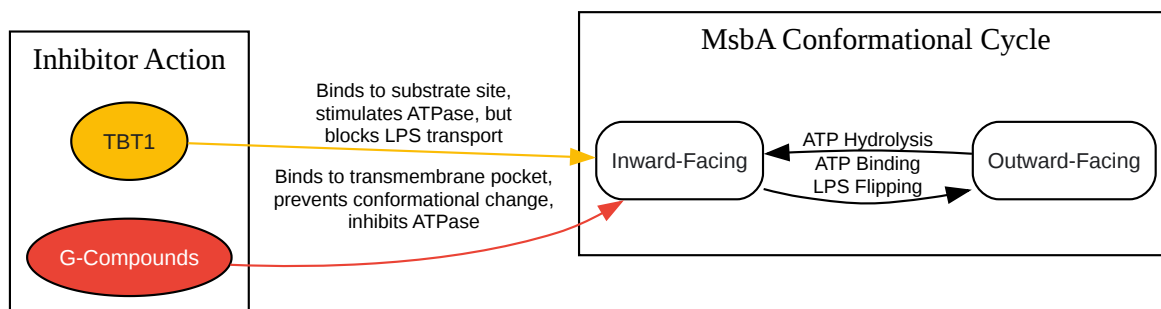 Inhibitor Action
TBT1
G-Compounds
Binds to substrate site,
stimulates ATPase, but
blocks LPS transport
Binds to transmembrane pocket,
prevents conformational change,
inhibits ATPase
MsbA Conformational Cycle
Inward-Facing
ATP Hydrolysis
ATP Binding
LPS Flipping
Outward-Facing